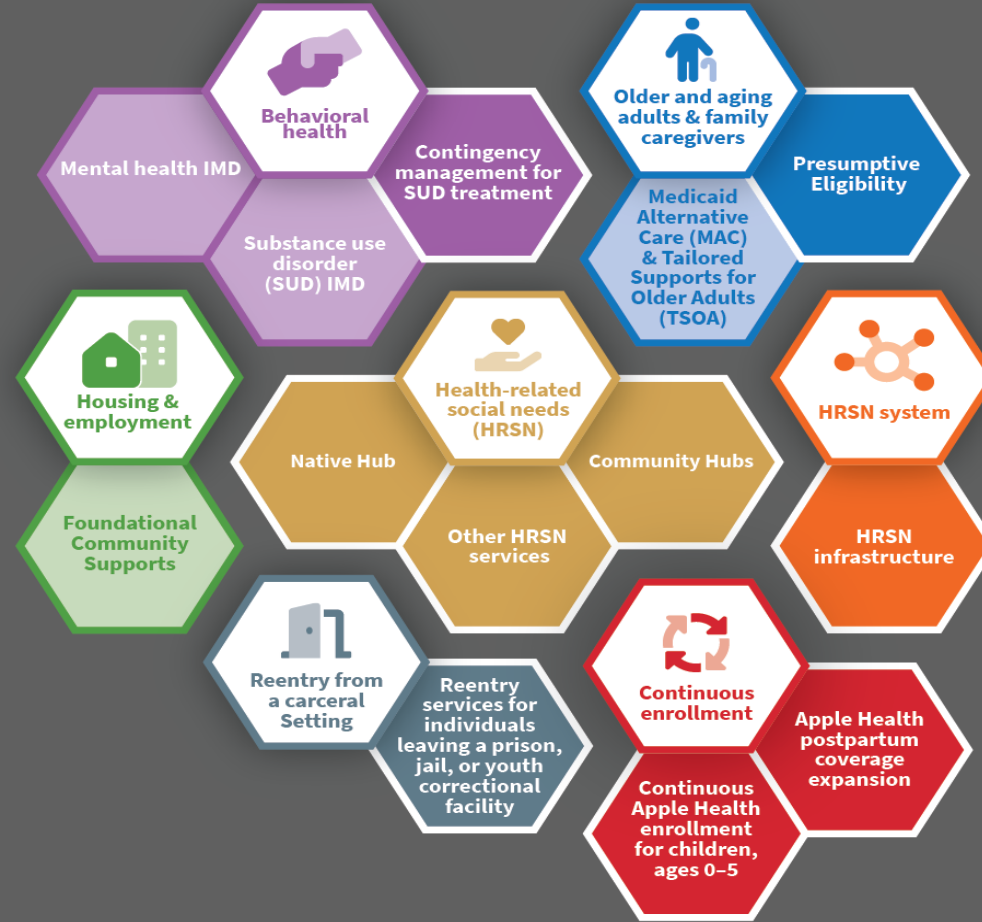 Behavioral
health
Mental health IMD
Contingency
management for
SUD treatment
Substance use
disorder
(SUD) IMD
Older and aging
adults & family
caregivers
Presumptive
Eligibility
Medicaid
Alternative
Care (MAC)
& Tailored
Supports for
Older Adults
(TSOA)
Housing &
employment
Foundational
Community
Supports
Health-related
social needs
(HRSN)
Native Hub
Community Hubs
Other HRSN
services
HRSN system
HRSN
infrastructure
Reentry from
a carceral
Setting
Reentry
services for
individuals
leaving a prison,
jail, or youth
correctional
facility
Continuous
enrollment
Apple Health
postpartum
coverage
expansion
Continuous
Apple Health
enrollment
for children,
ages 0–5